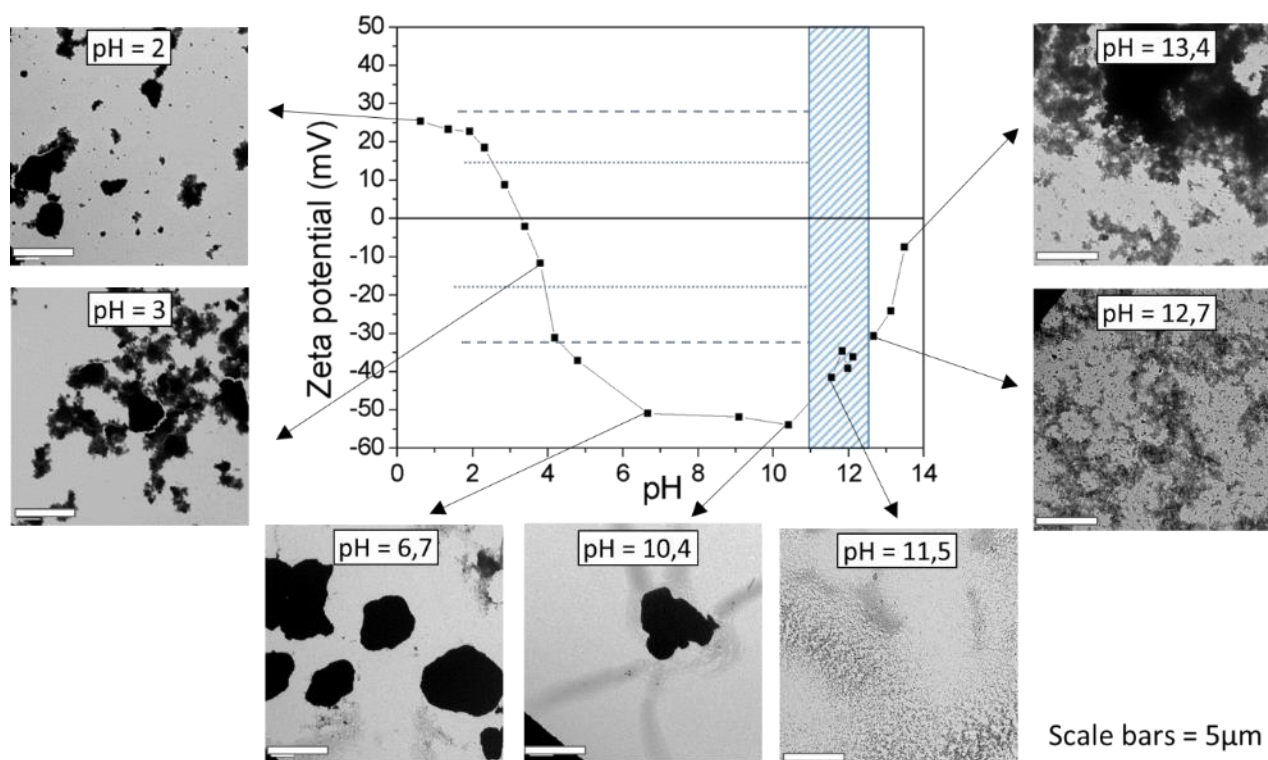 pH = 2
pH = 3
50
40
30
20
10
0
-10
-20
-30
-40
-50
-60
Zeta potential (mV)
0
2
4
6
8
10
12
14
pH
pH = 13,4
pH = 12,7
pH = 6,7
pH = 10,4
pH = 11,5
Scale bars = 5µm